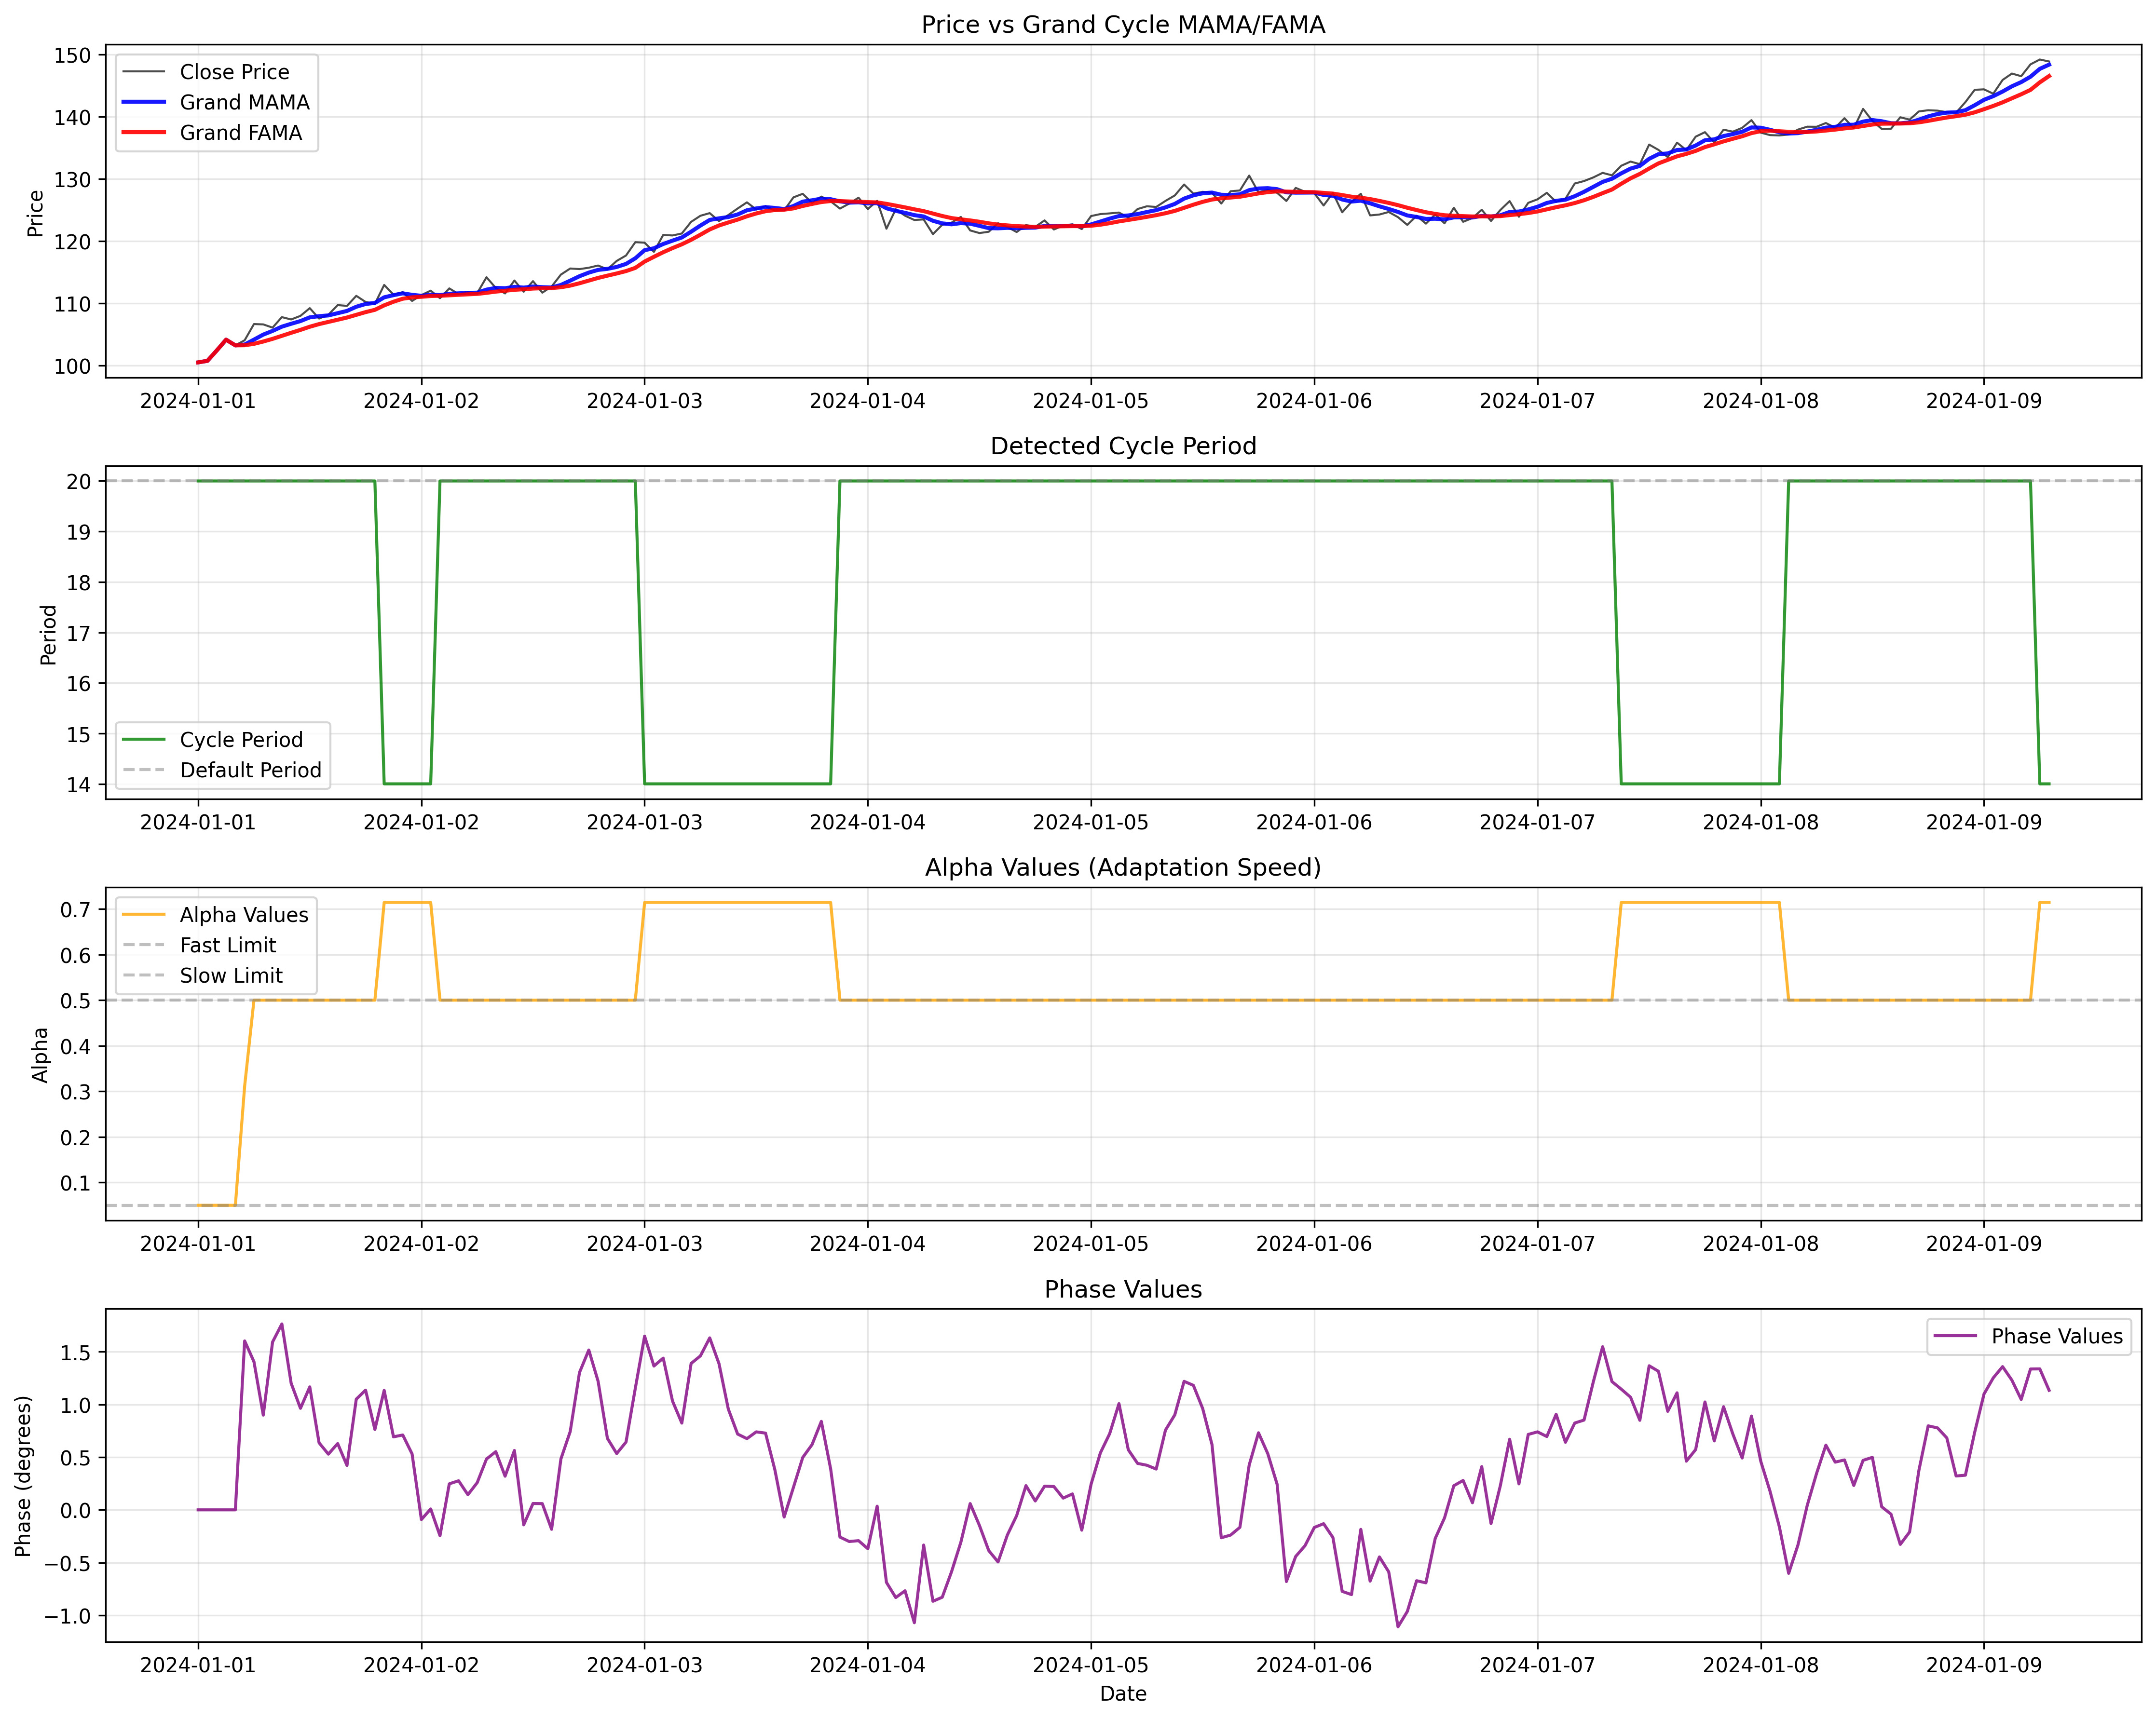 Price vs Grand Cycle MAMA/FAMA
Close Price
Grand MAMA
Grand FAMA
Price
150
140
130
120
110
100
2024-01-01 2024-01-02 2024-01-03 2024-01-04 2024-01-05 2024-01-06 2024-01-07 2024-01-08 2024-01-09
Detected Cycle Period
Period
20
19
18
17
16
15
14
Cycle Period
Default Period
2024-01-01 2024-01-02 2024-01-03 2024-01-04 2024-01-05 2024-01-06 2024-01-07 2024-01-08 2024-01-09
Alpha Values (Adaptation Speed)
Alpha Values
Fast Limit
Slow Limit
Alpha
0.7
0.6
0.5
0.4
0.3
0.2
0.1
2024-01-01 2024-01-02 2024-01-03 2024-01-04 2024-01-05 2024-01-06 2024-01-07 2024-01-08 2024-01-09
Phase Values
Phase Values
Phase (degrees)
1.5
1.0
0.5
0.0
−0.5
−1.0
2024-01-01 2024-01-02 2024-01-03 2024-01-04 2024-01-05 2024-01-06 2024-01-07 2024-01-08 2024-01-09
Date